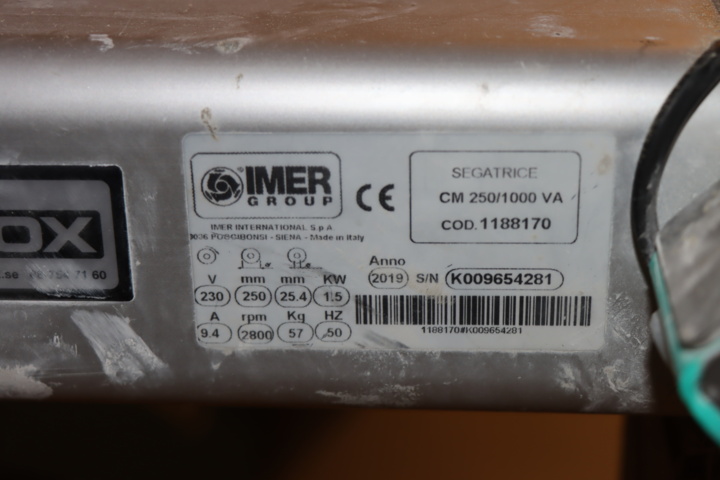 IMER
GROUP
CE
SEGATRICE
CM 250/1000 VA
COD. 1188170
IMER INTERNATIONAL S.p.A.
- SIENA - Made in Italy
V mm mm KW
230 250 25.4 1.5
A rpm Kg HZ
9.4 2800 57 50
Anno
2019 S/N K009654281
1188170#K009654281
OX
.se 7160